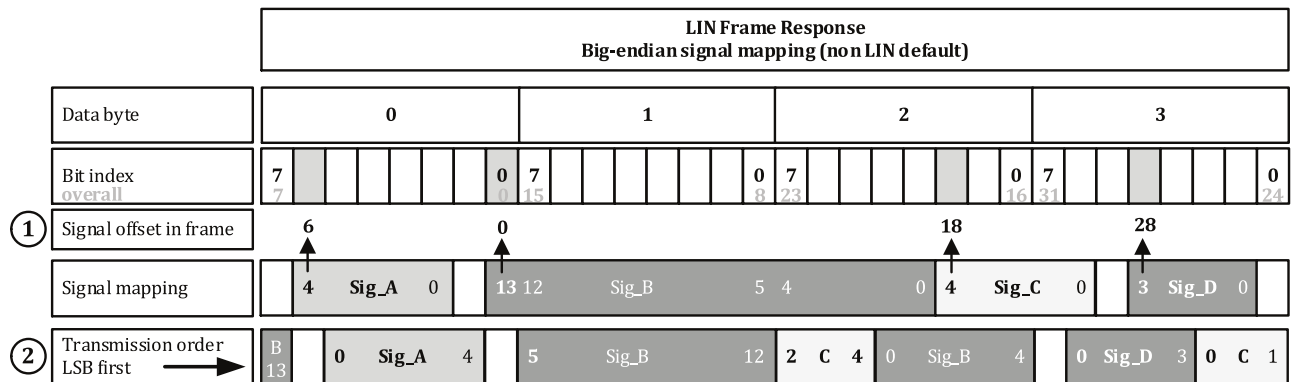 LIN Frame Response
Big-endian signal mapping (non LIN default)
Data byte 0 1 2 3
Bit index 7 0 7 0 7 0 7 0
overall 7 0 15 8 23 16 31 24
1 Signal offset in frame 6 0 18 28
Signal mapping 4 Sig_A 0 13 12 Sig_B 5 4 0 4 Sig_C 0 3 Sig_D 0
2 Transmission order
LSB first
B
13
0 Sig_A 4 5 Sig_B 12 2 C 4 0 Sig_B 4 0 Sig_D 3 0 C 1